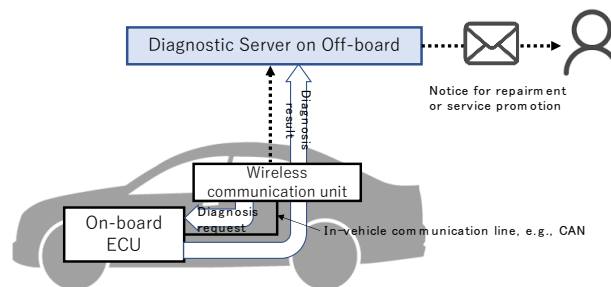 Diagnostic Server on Off-board
Notice for repairment
or service promotion
Diagnosis
result
Wireless
communication unit
On-board
ECU
Diagnosis
request
In-vehicle communication line, e.g., CAN